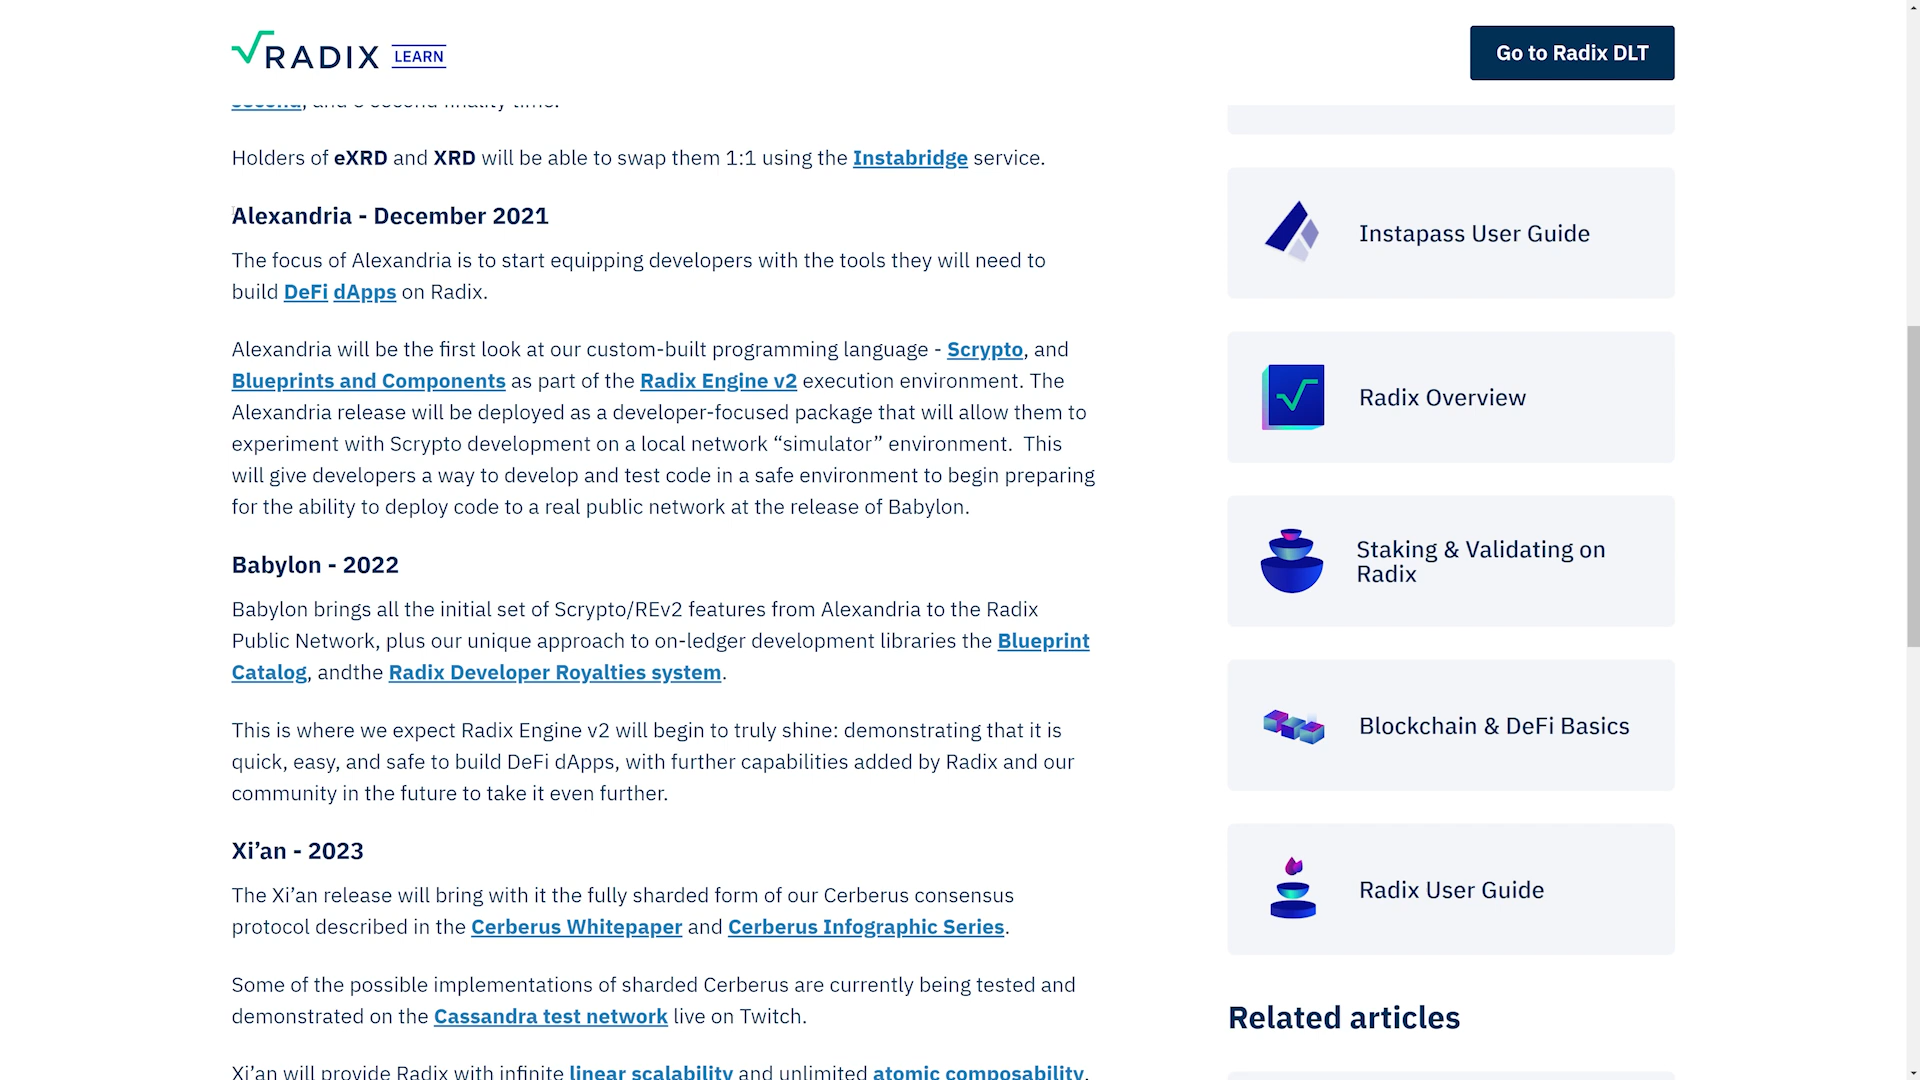 RADIX LEARN
Go to Radix DLT
Holders of eXRD and XRD will be able to swap them 1:1 using the Instabridge service.
Alexandria - December 2021
The focus of Alexandria is to start equipping developers with the tools they will need to
build DeFi dApps on Radix.
Alexandria will be the first look at our custom-built programming language - Scrypto, and
Blueprints and Components as part of the Radix Engine v2 execution environment. The
Alexandria release will be deployed as a developer-focused package that will allow them to
experiment with Scrypto development on a local network “simulator” environment.  This
will give developers a way to develop and test code in a safe environment to begin preparing
for the ability to deploy code to a real public network at the release of Babylon.
Babylon - 2022
Babylon brings all the initial set of Scrypto/REv2 features from Alexandria to the Radix
Public Network, plus our unique approach to on-ledger development libraries the Blueprint
Catalog, andthe Radix Developer Royalties system.
This is where we expect Radix Engine v2 will begin to truly shine: demonstrating that it is
quick, easy, and safe to build DeFi dApps, with further capabilities added by Radix and our
community in the future to take it even further.
Xi’an - 2023
The Xi’an release will bring with it the fully sharded form of our Cerberus consensus
protocol described in the Cerberus Whitepaper and Cerberus Infographic Series.
Some of the possible implementations of sharded Cerberus are currently being tested and
demonstrated on the Cassandra test network live on Twitch.
Xi’an will provide Radix with infinite linear scalability and unlimited atomic composability.
Instapass User Guide
Radix Overview
Staking & Validating on
Radix
Blockchain & DeFi Basics
Radix User Guide
Related articles